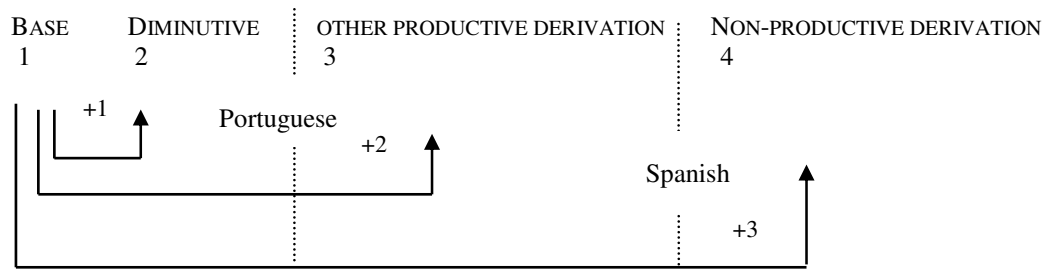 BASE DIMINUTIVE OTHER PRODUCTIVE DERIVATION NON-PRODUCTIVE DERIVATION
1 2 3 4
+1 Portuguese
+2
Spanish
+3